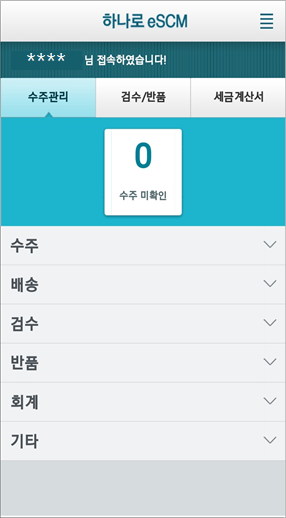 하나로 eSCM
**** 님 접속하였습니다!
수주관리 검수/반품 세금계산서
0
수주 미확인
수주
배송
검수
반품
회계
기타